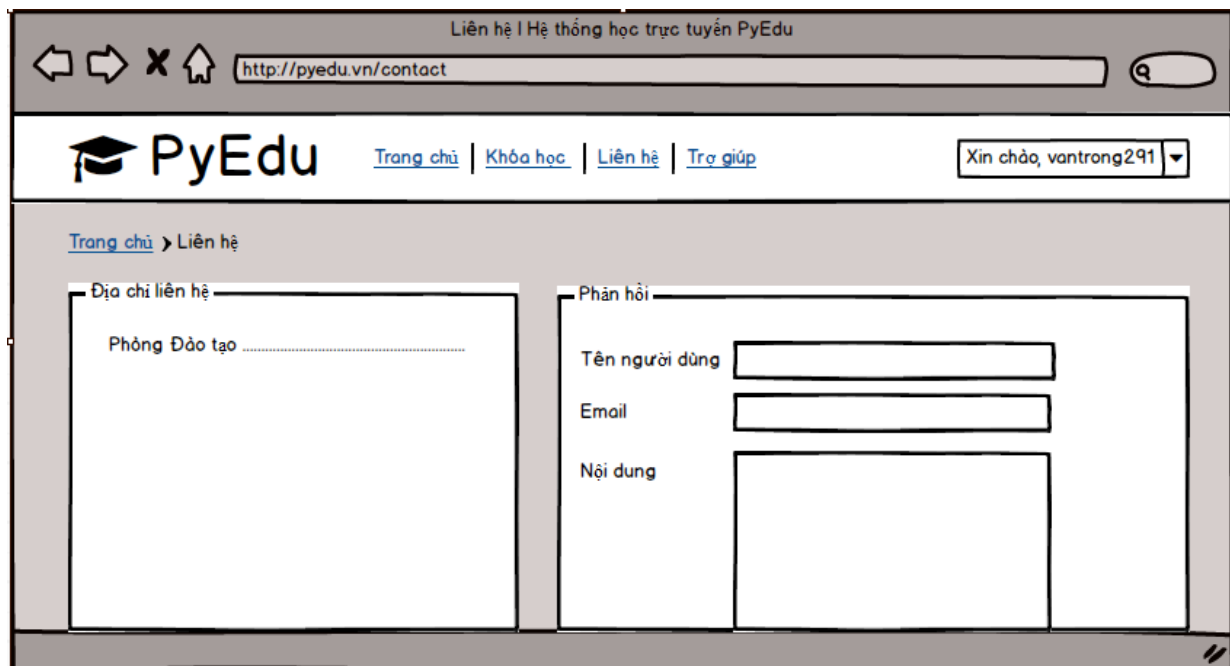 Liên hệ | Hệ thống học trực tuyến PyEdu
http://pyedu.vn/contact
PyEdu Trang chủ | Khóa học | Liên hệ | Trợ giúp Xin chào, vantrong291
Trang chủ > Liên hệ
Địa chỉ liên hệ
Phòng Đào tạo ........................................................
Phản hồi
Tên người dùng
Email
Nội dung